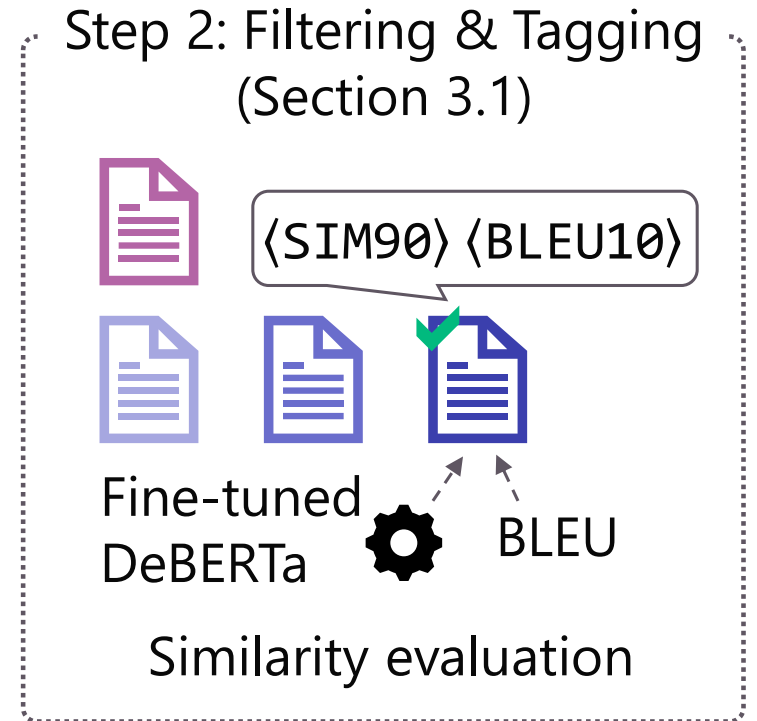 Step 2: Filtering & Tagging
(Section 3.1)
⟨SIM90⟩⟨BLEU10⟩
Fine-tuned
DeBERTa
BLEU
Similarity evaluation